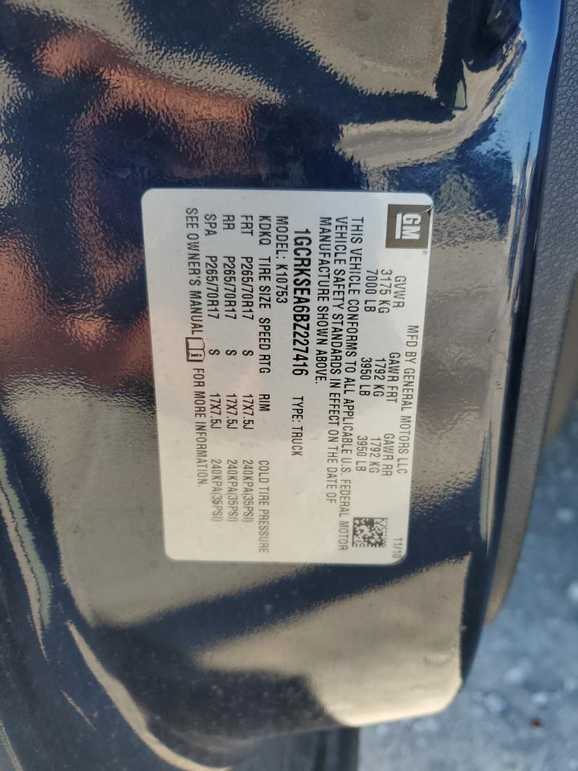 GM
MFD BY GENERAL MOTORS LLC 11/10
GVWR GAWR FRT GAWR RR
3175 KG 1792 KG 1792 KG
7000 LB 3950 LB 3950 LB
THIS VEHICLE CONFORMS TO ALL APPLICABLE U.S. FEDERAL MOTOR
VEHICLE SAFETY STANDARDS IN EFFECT ON THE DATE OF
MANUFACTURE SHOWN ABOVE.
1GCRKSEA6BZ227416 TYPE: TRUCK
MODEL: K10753
KDKQ TIRE SIZE SPEED RTG RIM COLD TIRE PRESSURE
FRT P265/70R17 S 17X7.5J 240KPA(35PSI)
RR P265/70R17 S 17X7.5J 240KPA(35PSI)
SPA P265/70R17 S 17X7.5J 240KPA(35PSI)
SEE OWNER'S MANUAL FOR MORE INFORMATION.